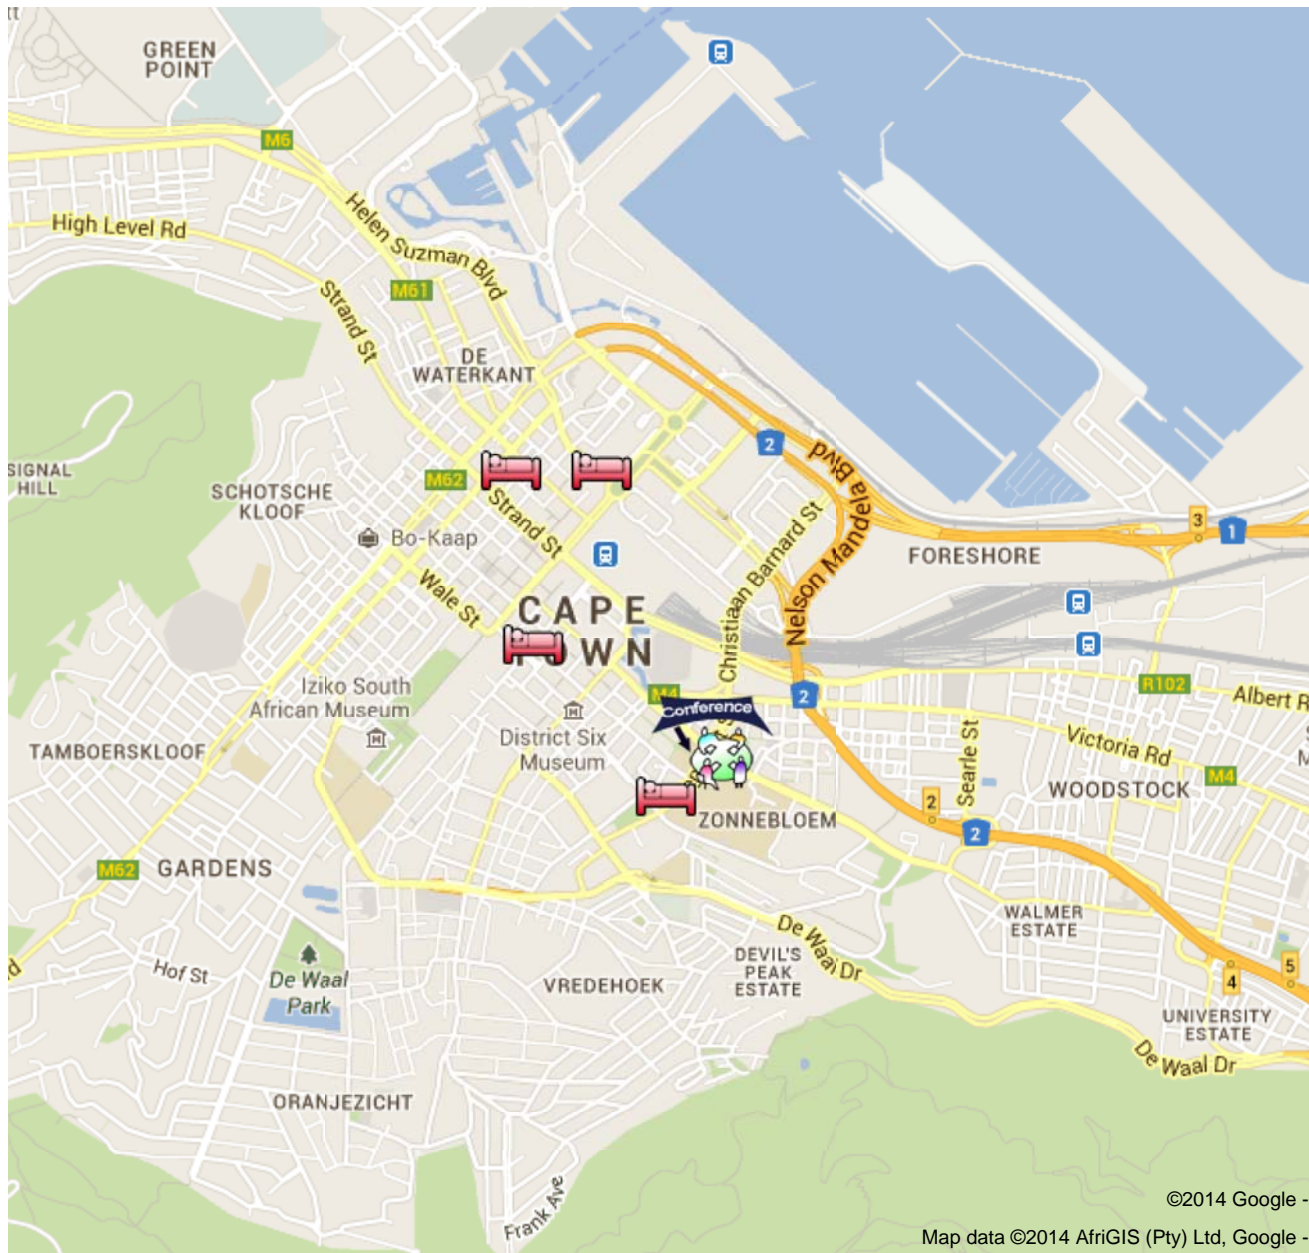 GREEN
POINT
M6
High Level Rd
Helen Suzman Blvd
M61
Strand St
DE
WATERKANT
2
Nelson Mandela Blvd
SIGNAL
HILL
M62
SCHOTSCHE
KLOOF
Strand St
Bo-Kaap
Christiaan Barnard St
3
1
FORESHORE
Wale St
CAPE
TOWN
Iziko South
African Museum
M4
2
R102
Albert R
Conference
District Six
Museum
Searle St
Victoria Rd
M4
TAMBOERSKLOOF
WOODSTOCK
2
2
ZONNEBLOEM
M62
GARDENS
WALMER
ESTATE
De Waal Dr
Hof St
De Waal
Park
VREDEHOEK
DEVIL'S
PEAK
ESTATE
4
5
UNIVERSITY
ESTATE
De Waal Dr
ORANJEZICHT
Frank Ave
©2014 Google -
Map data ©2014 AfriGIS (Pty) Ltd, Google -